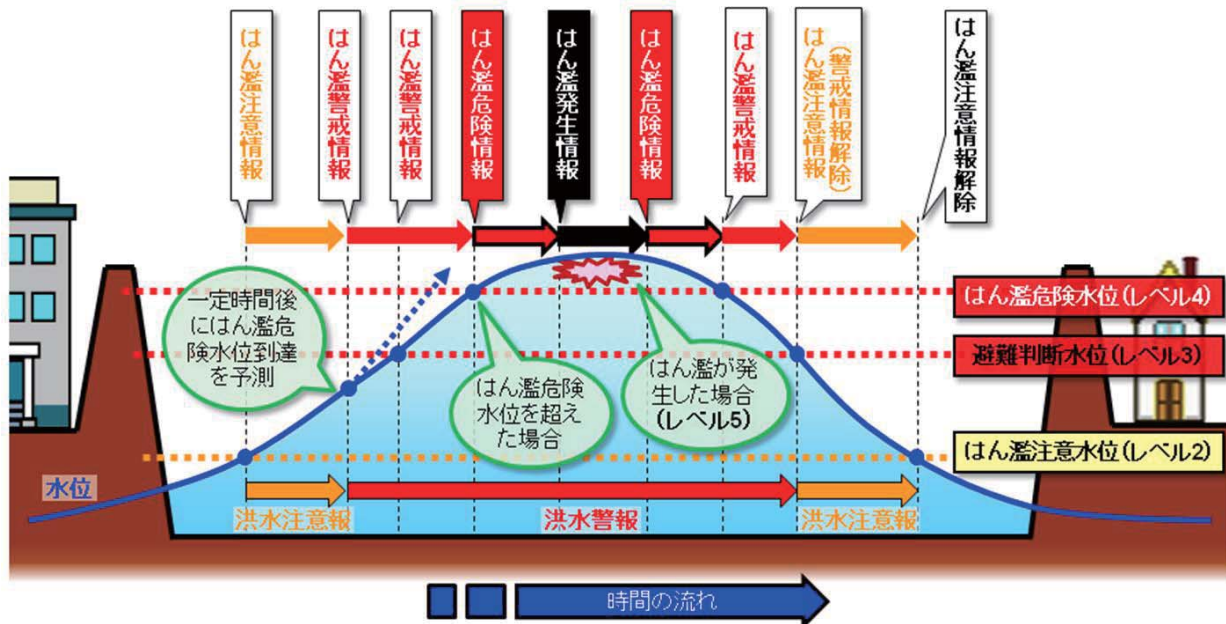 はん濫注意情報
はん濫警戒情報
はん濫警戒情報
はん濫危険情報
はん濫発生情報
はん濫危険情報
はん濫警戒情報
(警戒情報解除)
はん濫注意情報
はん濫注意情報解除
一定時間後
にはん濫危
険水位到達
を予測
はん濫危険
水位を超え
た場合
はん濫が発
生した場合
(レベル5)
はん濫危険水位(レベル4)
避難判断水位(レベル3)
はん濫注意水位(レベル2)
水位
洪水注意報
洪水警報
洪水注意報
時間の流れ